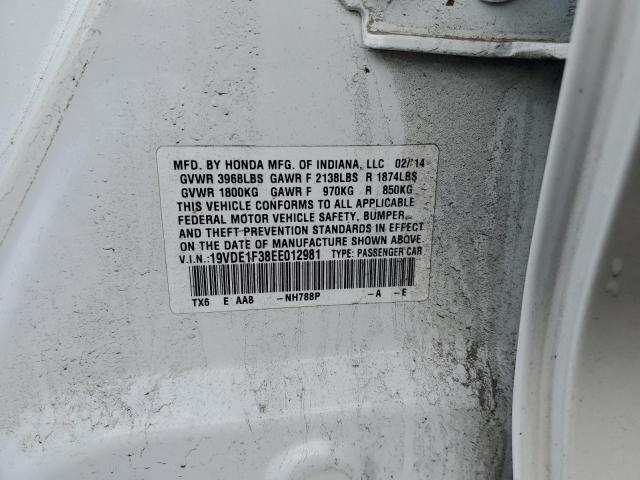 MFD. BY HONDA MFG. OF INDIANA, LLC 02/14
GVWR 3968LBS GAWR F 2138LBS R 1874LBS
GVWR 1800KG GAWR F 970KG R 850KG
THIS VEHICLE CONFORMS TO ALL APPLICABLE
FEDERAL MOTOR VEHICLE SAFETY, BUMPER,
AND THEFT PREVENTION STANDARDS IN EFFECT
ON THE DATE OF MANUFACTURE SHOWN ABOVE.
V.I.N.:19VDE1F38EE012981 TYPE: PASSENGER CAR
TX6 E AAB -NH788P -A -E